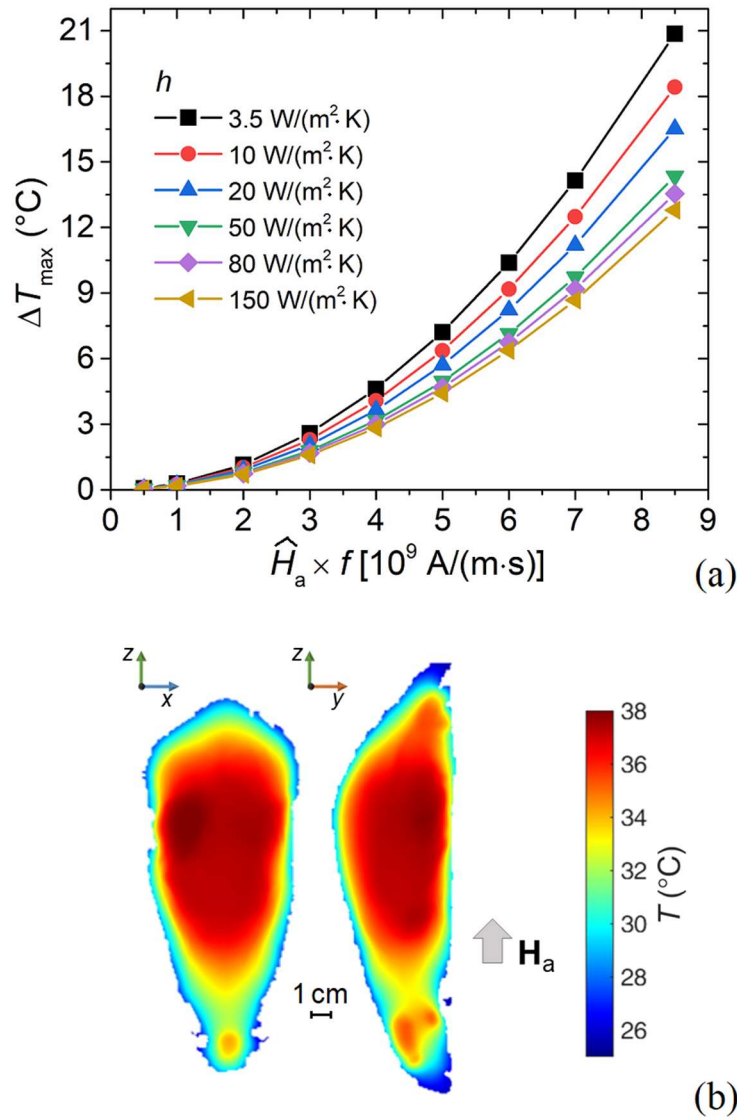 21
18
15
12
9
6
3
0
ΔTmax (°C)
h
3.5 W/(m²·K)
10 W/(m²·K)
20 W/(m²·K)
50 W/(m²·K)
80 W/(m²·K)
150 W/(m²·K)
0 1 2 3 4 5 6 7 8 9
Ĥa × f [10⁹ A/(m·s)]
(a)
z
x
z
y
38
36
34
32
30
28
26
T (°C)
Ha
1 cm
(b)